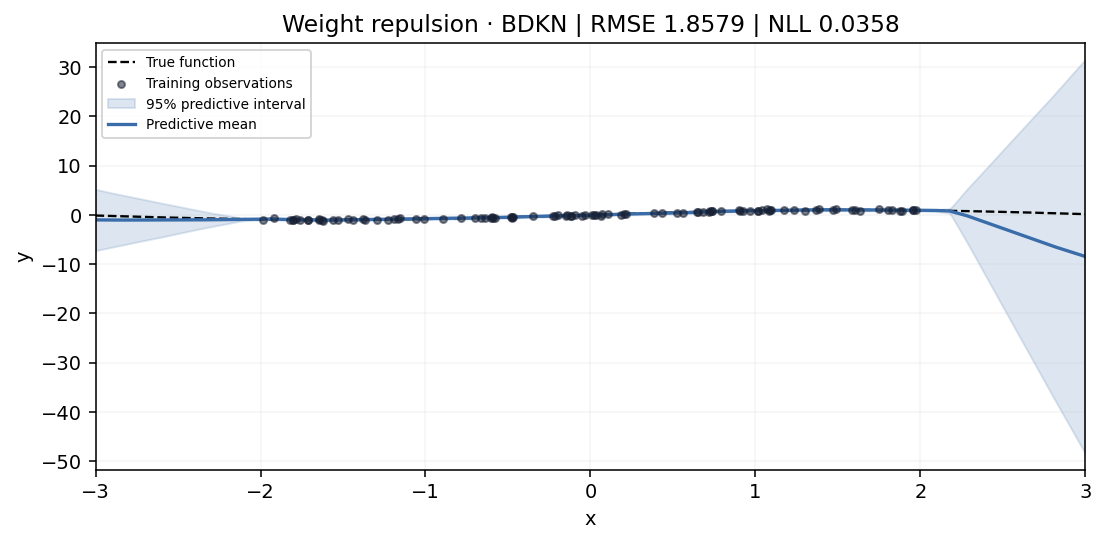 Weight repulsion · BDKN | RMSE 1.8579 | NLL 0.0358
True function
Training observations
95% predictive interval
Predictive mean
30
20
10
0
−10
−20
−30
−40
−50
y
−3 −2 −1 0 1 2 3
x